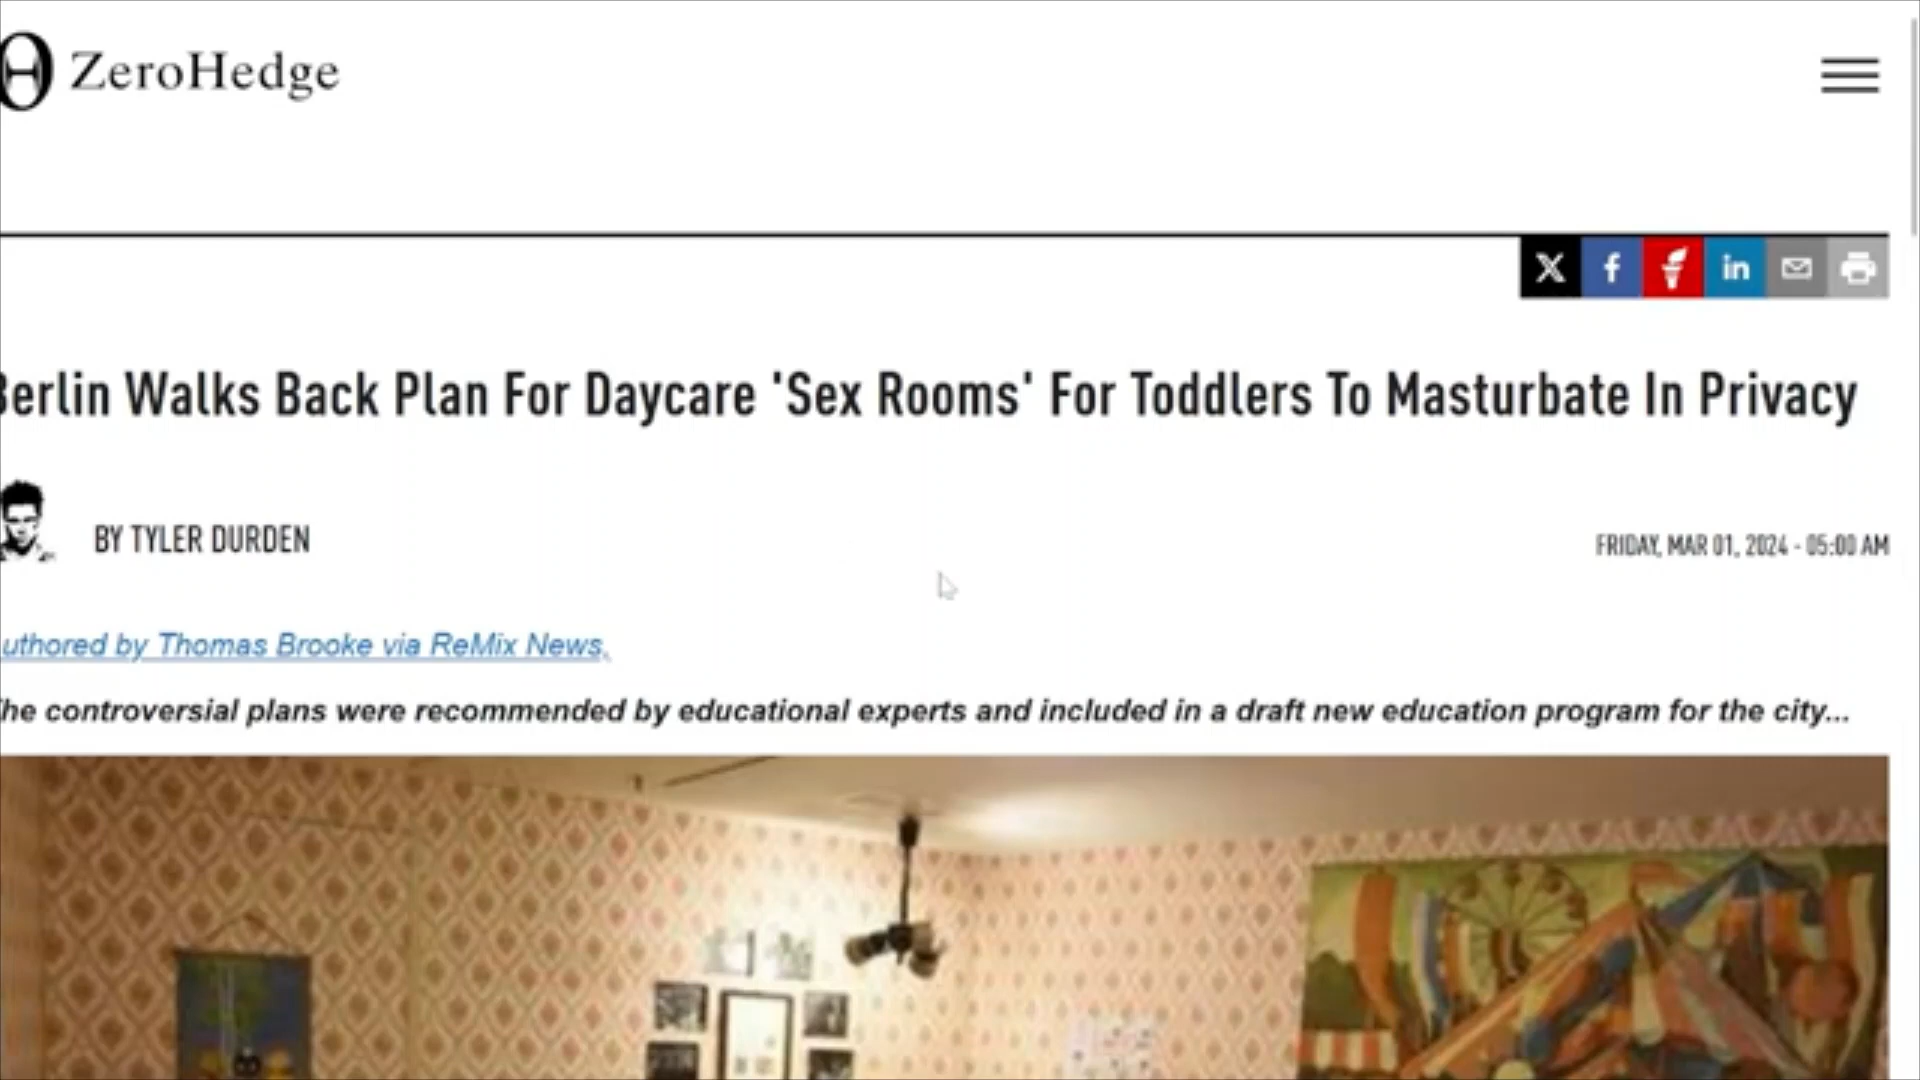 ZeroHedge
Berlin Walks Back Plan For Daycare 'Sex Rooms' For Toddlers To Masturbate In Privacy
BY TYLER DURDEN
FRIDAY, MAR 01, 2024 - 05:00 AM
uthored by Thomas Brooke via ReMix News,
he controversial plans were recommended by educational experts and included in a draft new education program for the city...